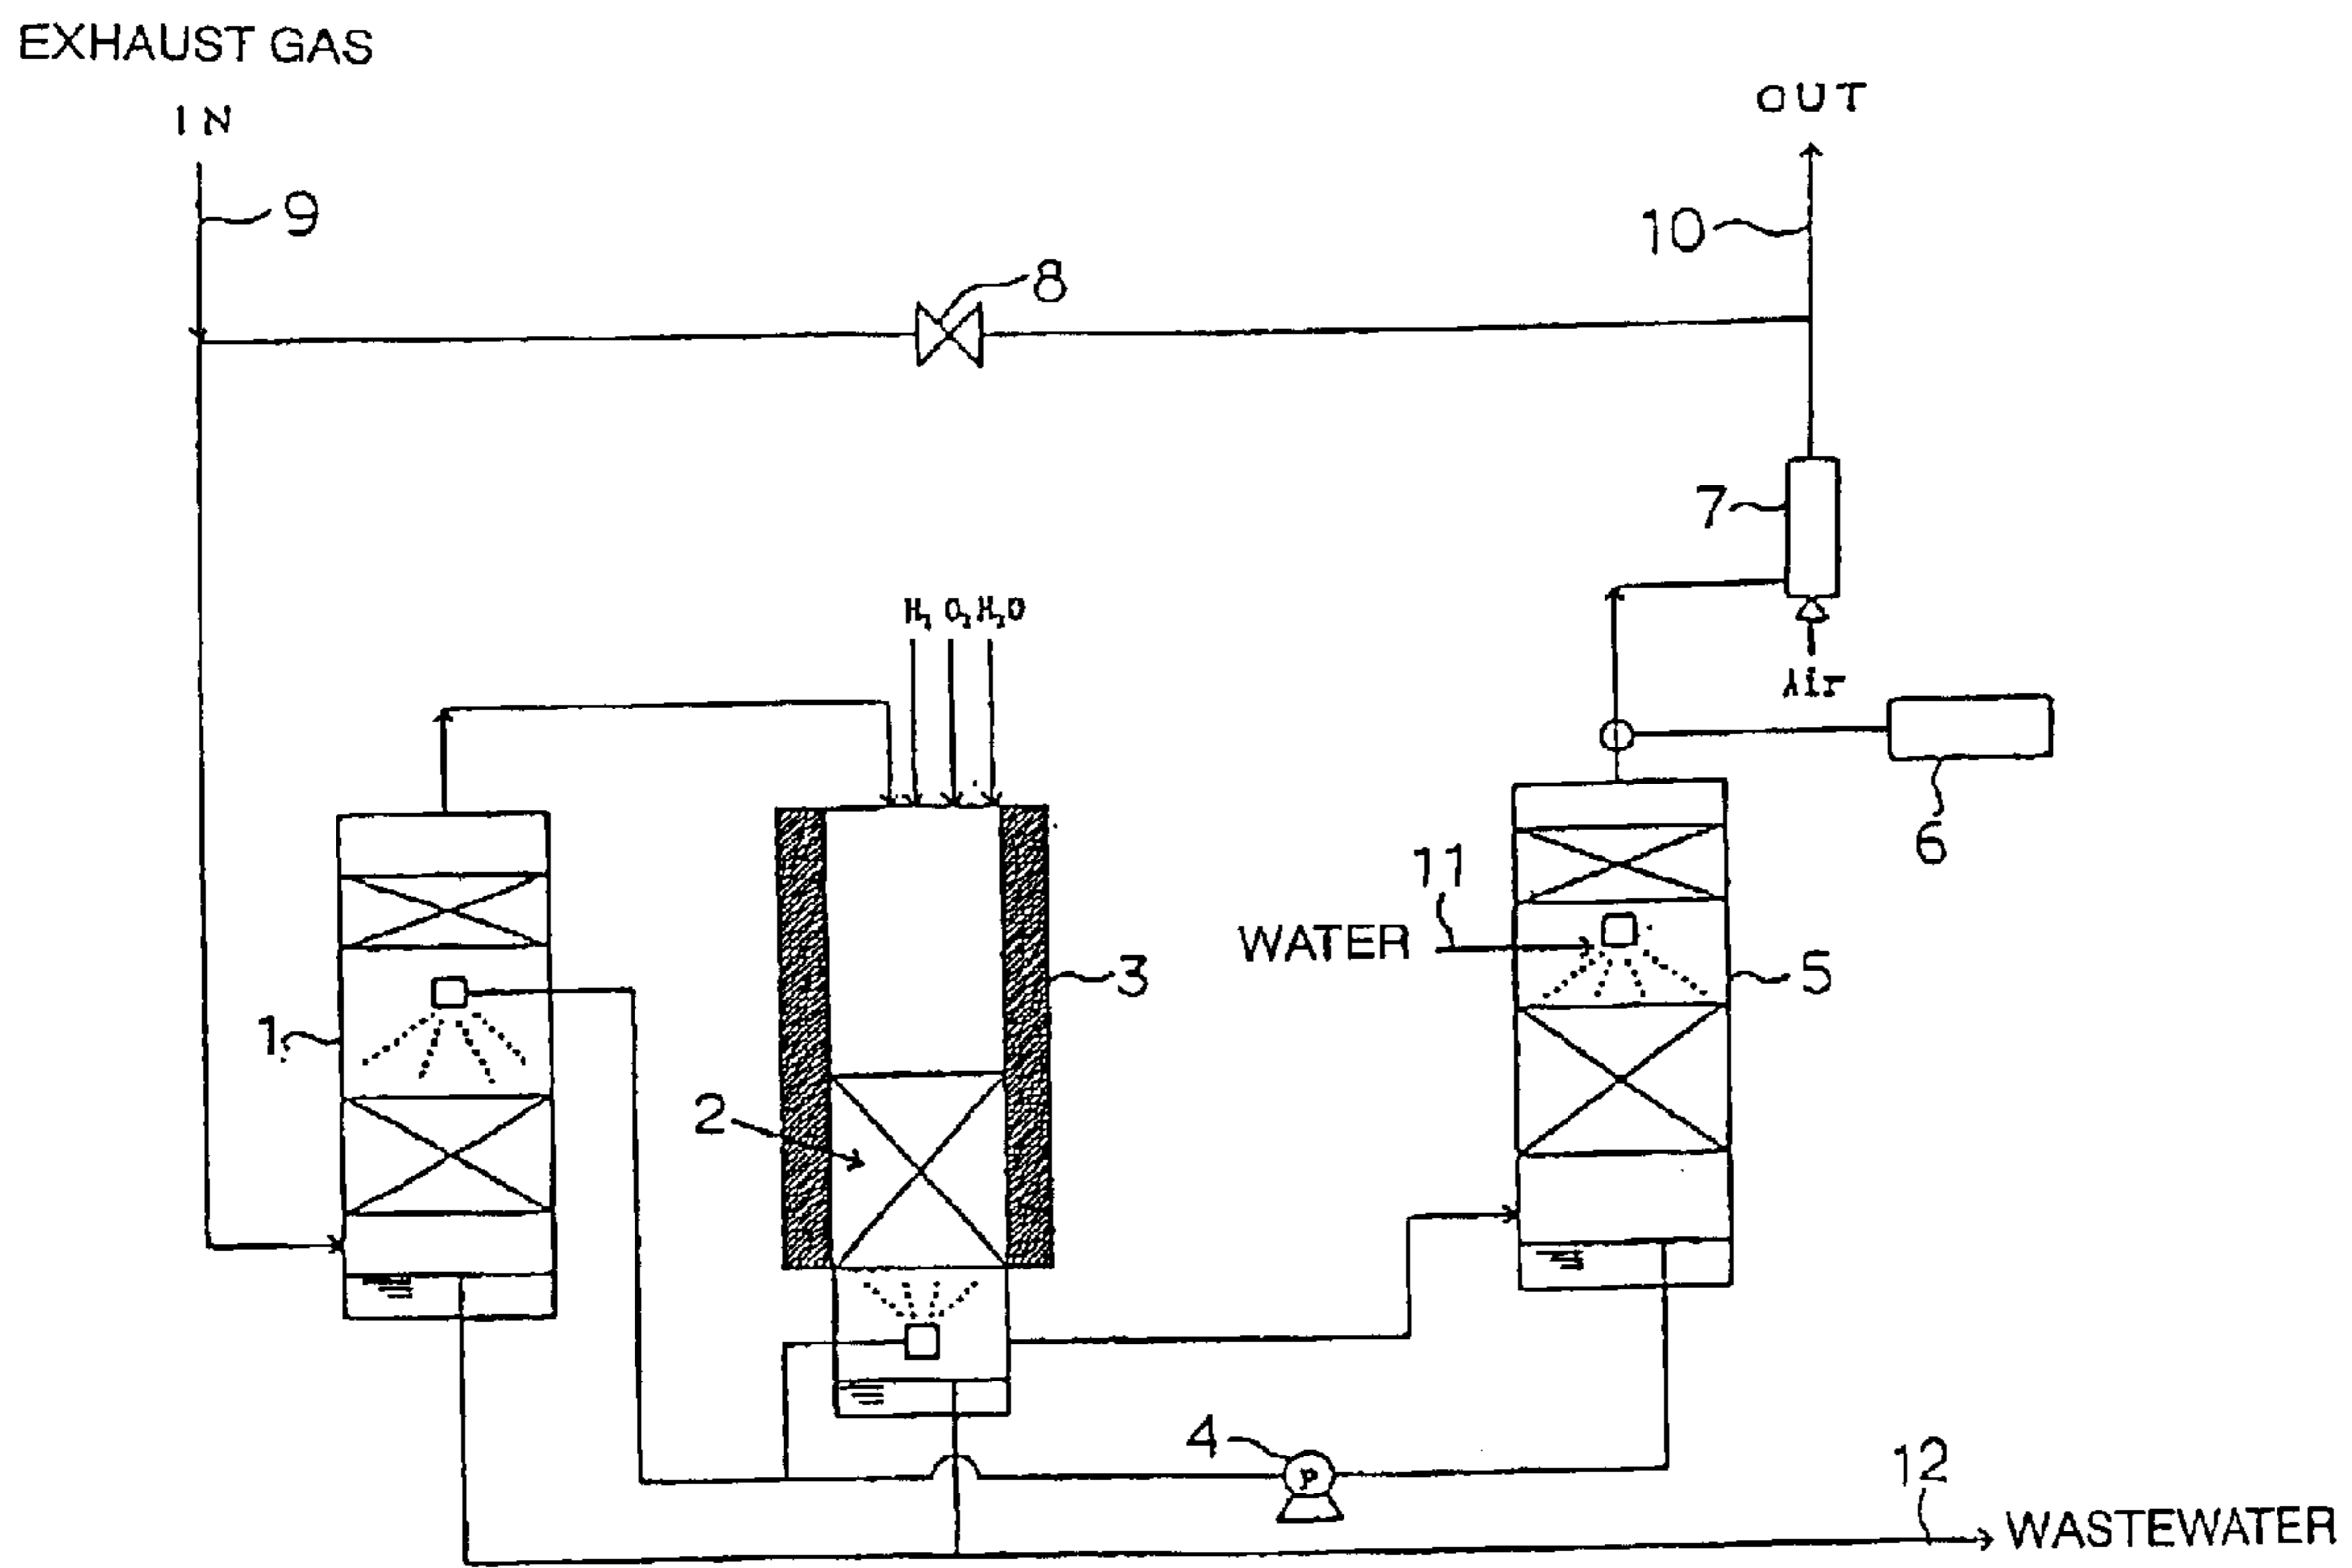 EXHAUST GAS
IN
OUT
9
10
8
7
H₂ O₂ H₂O
Air
6
11
WATER
3
5
1
2
4
P
12
WASTEWATER